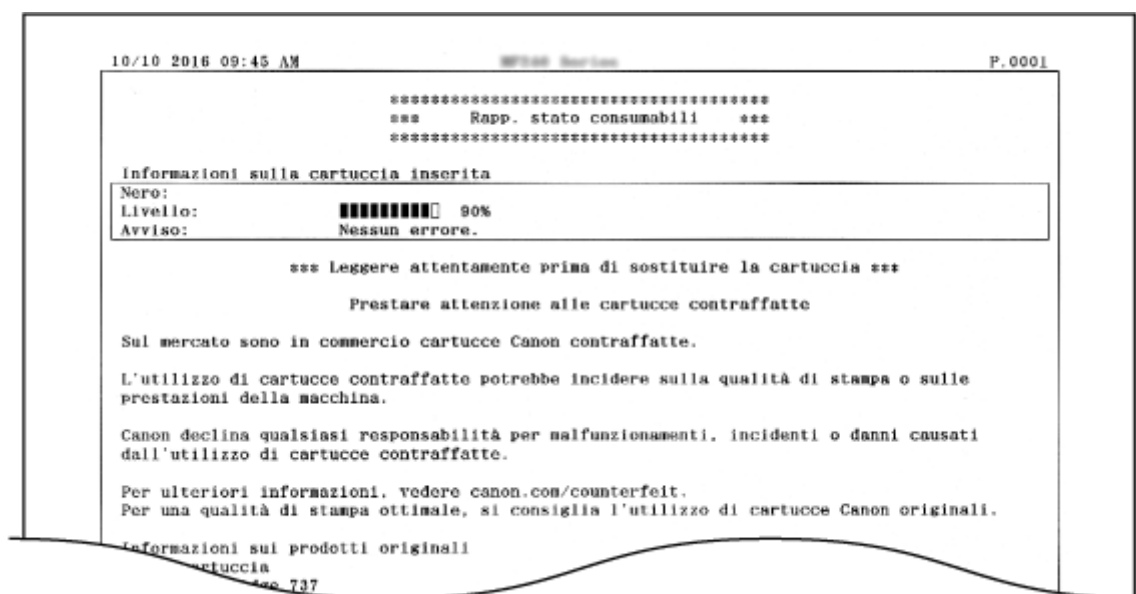 10/10 2016 09:45 AM P.0001
*************************************
*** Rapp. stato consumabili ***
*************************************
Informazioni sulla cartuccia inserita
Nero:
Livello: 90%
Avviso: Nessun errore.
*** Leggere attentamente prima di sostituire la cartuccia ***
Prestare attenzione alle cartucce contraffatte
Sul mercato sono in commercio cartucce Canon contraffatte.
L'utilizzo di cartucce contraffatte potrebbe incidere sulla qualità di stampa o sulle
prestazioni della macchina.
Canon declina qualsiasi responsabilità per malfunzionamenti, incidenti o danni causati
dall'utilizzo di cartucce contraffatte.
Per ulteriori informazioni, vedere canon.com/counterfeit.
Per una qualità di stampa ottimale, si consiglia l'utilizzo di cartucce Canon originali.
Informazioni sui prodotti originali
737